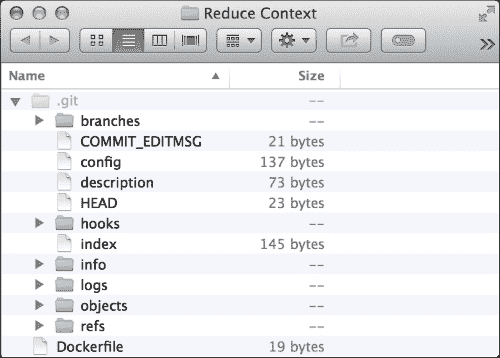 Reduce Context
Name Size
.git --
branches --
COMMIT_EDITMSG 21 bytes
config 137 bytes
description 73 bytes
HEAD 23 bytes
hooks --
index 145 bytes
info --
logs --
objects --
refs --
Dockerfile 19 bytes